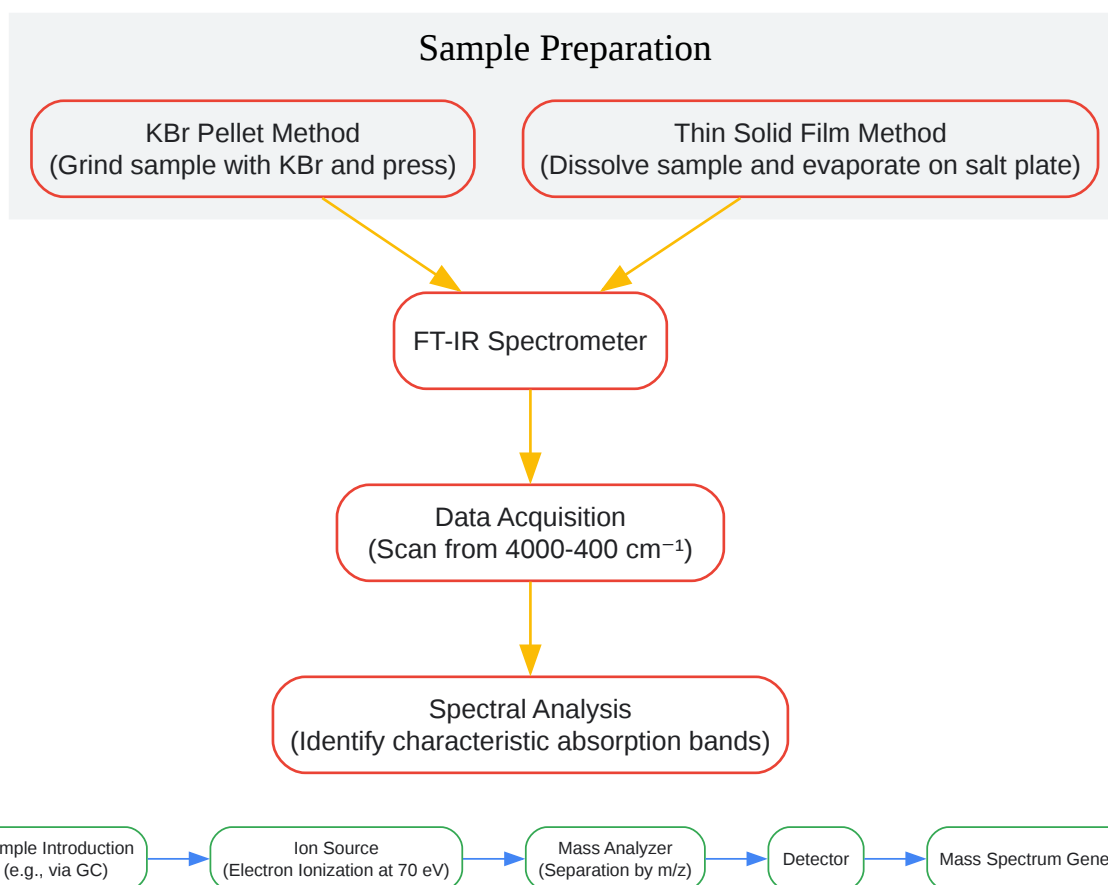 Sample Preparation
KBr Pellet Method
(Grind sample with KBr and press)
Thin Solid Film Method
(Dissolve sample and evaporate on salt plate)
FT-IR Spectrometer
Data Acquisition
(Scan from 4000-400 cm⁻¹)
Spectral Analysis
(Identify characteristic absorption bands)
Introduction
(e.g., via GC)
Ion Source
(Electron Ionization at 70 eV)
Mass Analyzer
(Separation by m/z)
Detector
Mass Spectrum